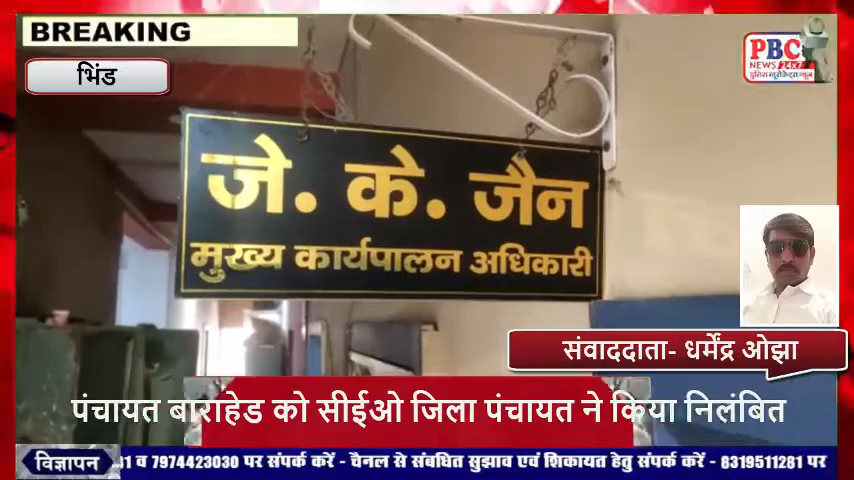 BREAKING
भिंड
PBC
NEWS 24x7
पुलिस ब्यूरोक्रेट्स न्यूज
जे. के. जैन
मुख्य कार्यपालन अधिकारी
संवाददाता- धर्मेंद्र ओझा
पंचायत बाराहेड को सीईओ जिला पंचायत ने किया निलंबित
विज्ञापन
1 व 7974423030 पर संपर्क करें - चैनल से संबधित सुझाव एवं शिकायत हेतु संपर्क करें - 8319511281 पर